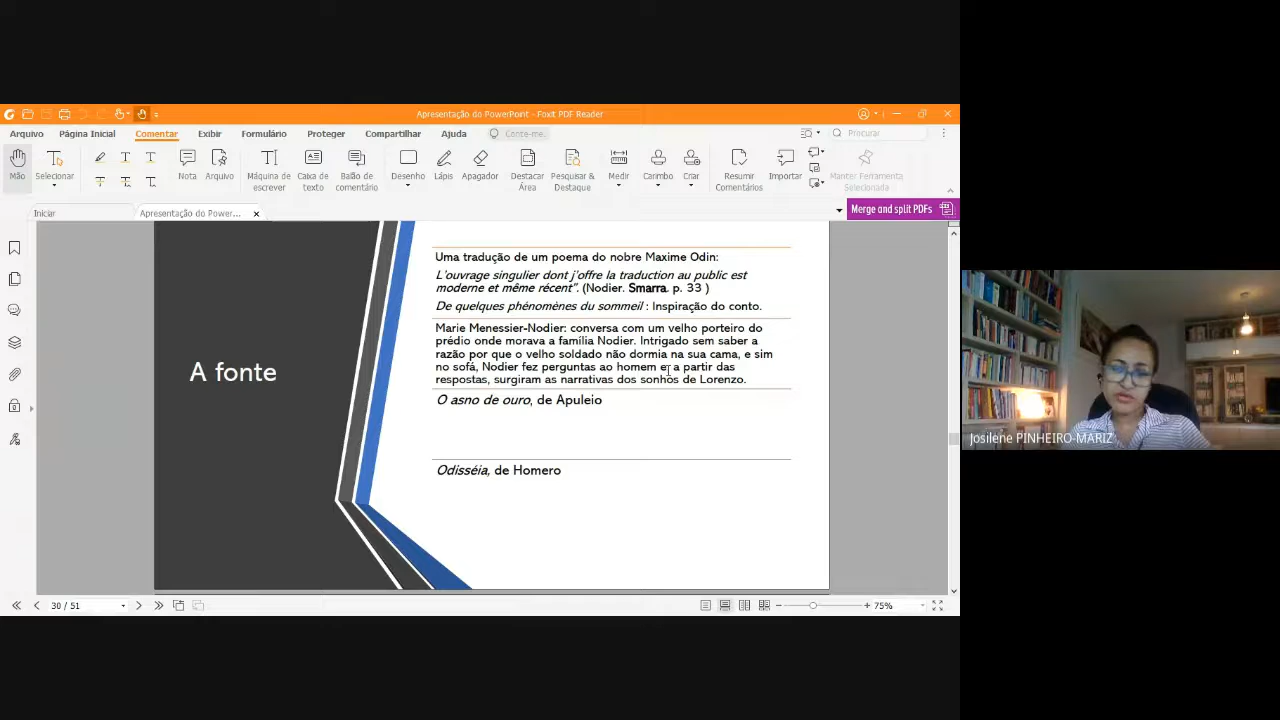 Apresentação do PowerPoint - Foxit PDF Reader
Arquivo Página Inicial Comentar Exibir Formulário Proteger Compartilhar Ajuda Conte-me. Procurar
Mão Selecionar Nota Arquivo Máquina de escrever Caixa de texto Balão de comentário Desenho Lápis Apagador Destacar Área Pesquisar & Destaque Medir Carimbo Criar Resumir Comentários Importar Manter Ferramenta Selecionada
Iniciar Apresentação do Power... Merge and split PDFs
A fonte
Uma tradução de um poema do nobre Maxime Odin:
L'ouvrage singulier dont j'offre la traduction au public est
moderne et même récent”. (Nodier. Smarra. p. 33 )
De quelques phénomènes du sommeil : Inspiração do conto.
Marie Menessier-Nodier: conversa com um velho porteiro do
prédio onde morava a família Nodier. Intrigado sem saber a
razão por que o velho soldado não dormia na sua cama, e sim
no sofá, Nodier fez perguntas ao homem e a partir das
respostas, surgiram as narrativas dos sonhos de Lorenzo.
O asno de ouro, de Apuleio
Odisséia, de Homero
30 / 51
75%
Josilene PINHEIRO-MARIZ